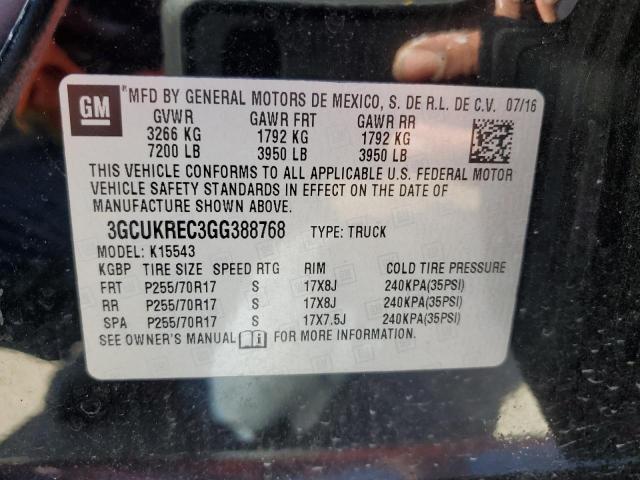 GM
MFD BY GENERAL MOTORS DE MEXICO, S. DE R.L. DE C.V. 07/16
GVWR GAWR FRT GAWR RR
3266 KG 1792 KG 1792 KG
7200 LB 3950 LB 3950 LB
THIS VEHICLE CONFORMS TO ALL APPLICABLE U.S. FEDERAL MOTOR
VEHICLE SAFETY STANDARDS IN EFFECT ON THE DATE OF
MANUFACTURE SHOWN ABOVE.
3GCUKREC3GG388768 TYPE: TRUCK
MODEL: K15543
KGBP TIRE SIZE SPEED RTG RIM COLD TIRE PRESSURE
FRT P255/70R17 S 17X8J 240KPA(35PSI)
RR P255/70R17 S 17X8J 240KPA(35PSI)
SPA P255/70R17 S 17X7.5J 240KPA(35PSI)
SEE OWNER'S MANUAL FOR MORE INFORMATION.